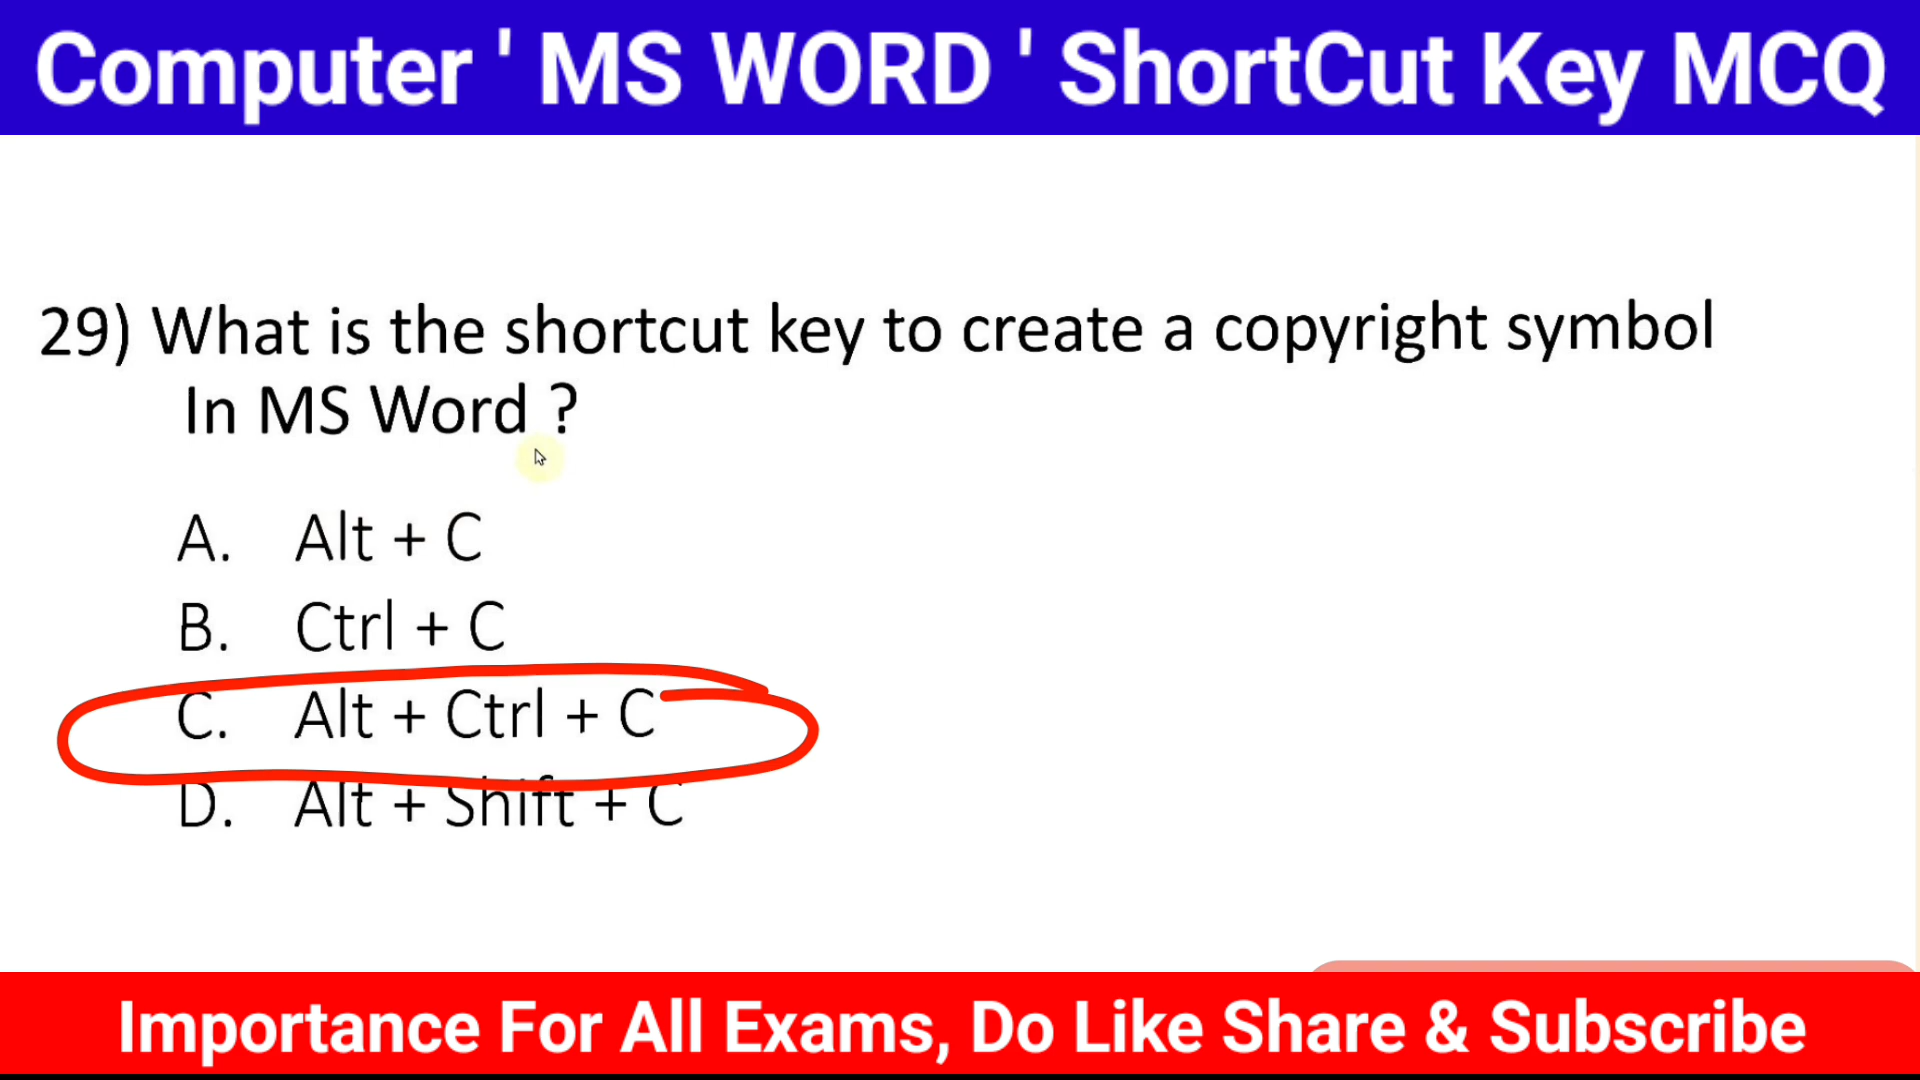 Computer ' MS WORD ' ShortCut Key MCQ
29) What is the shortcut key to create a copyright symbol
In MS Word ?
A. Alt + C
B. Ctrl + C
C. Alt + Ctrl + C
D. Alt + Shift + C
Importance For All Exams, Do Like Share & Subscribe